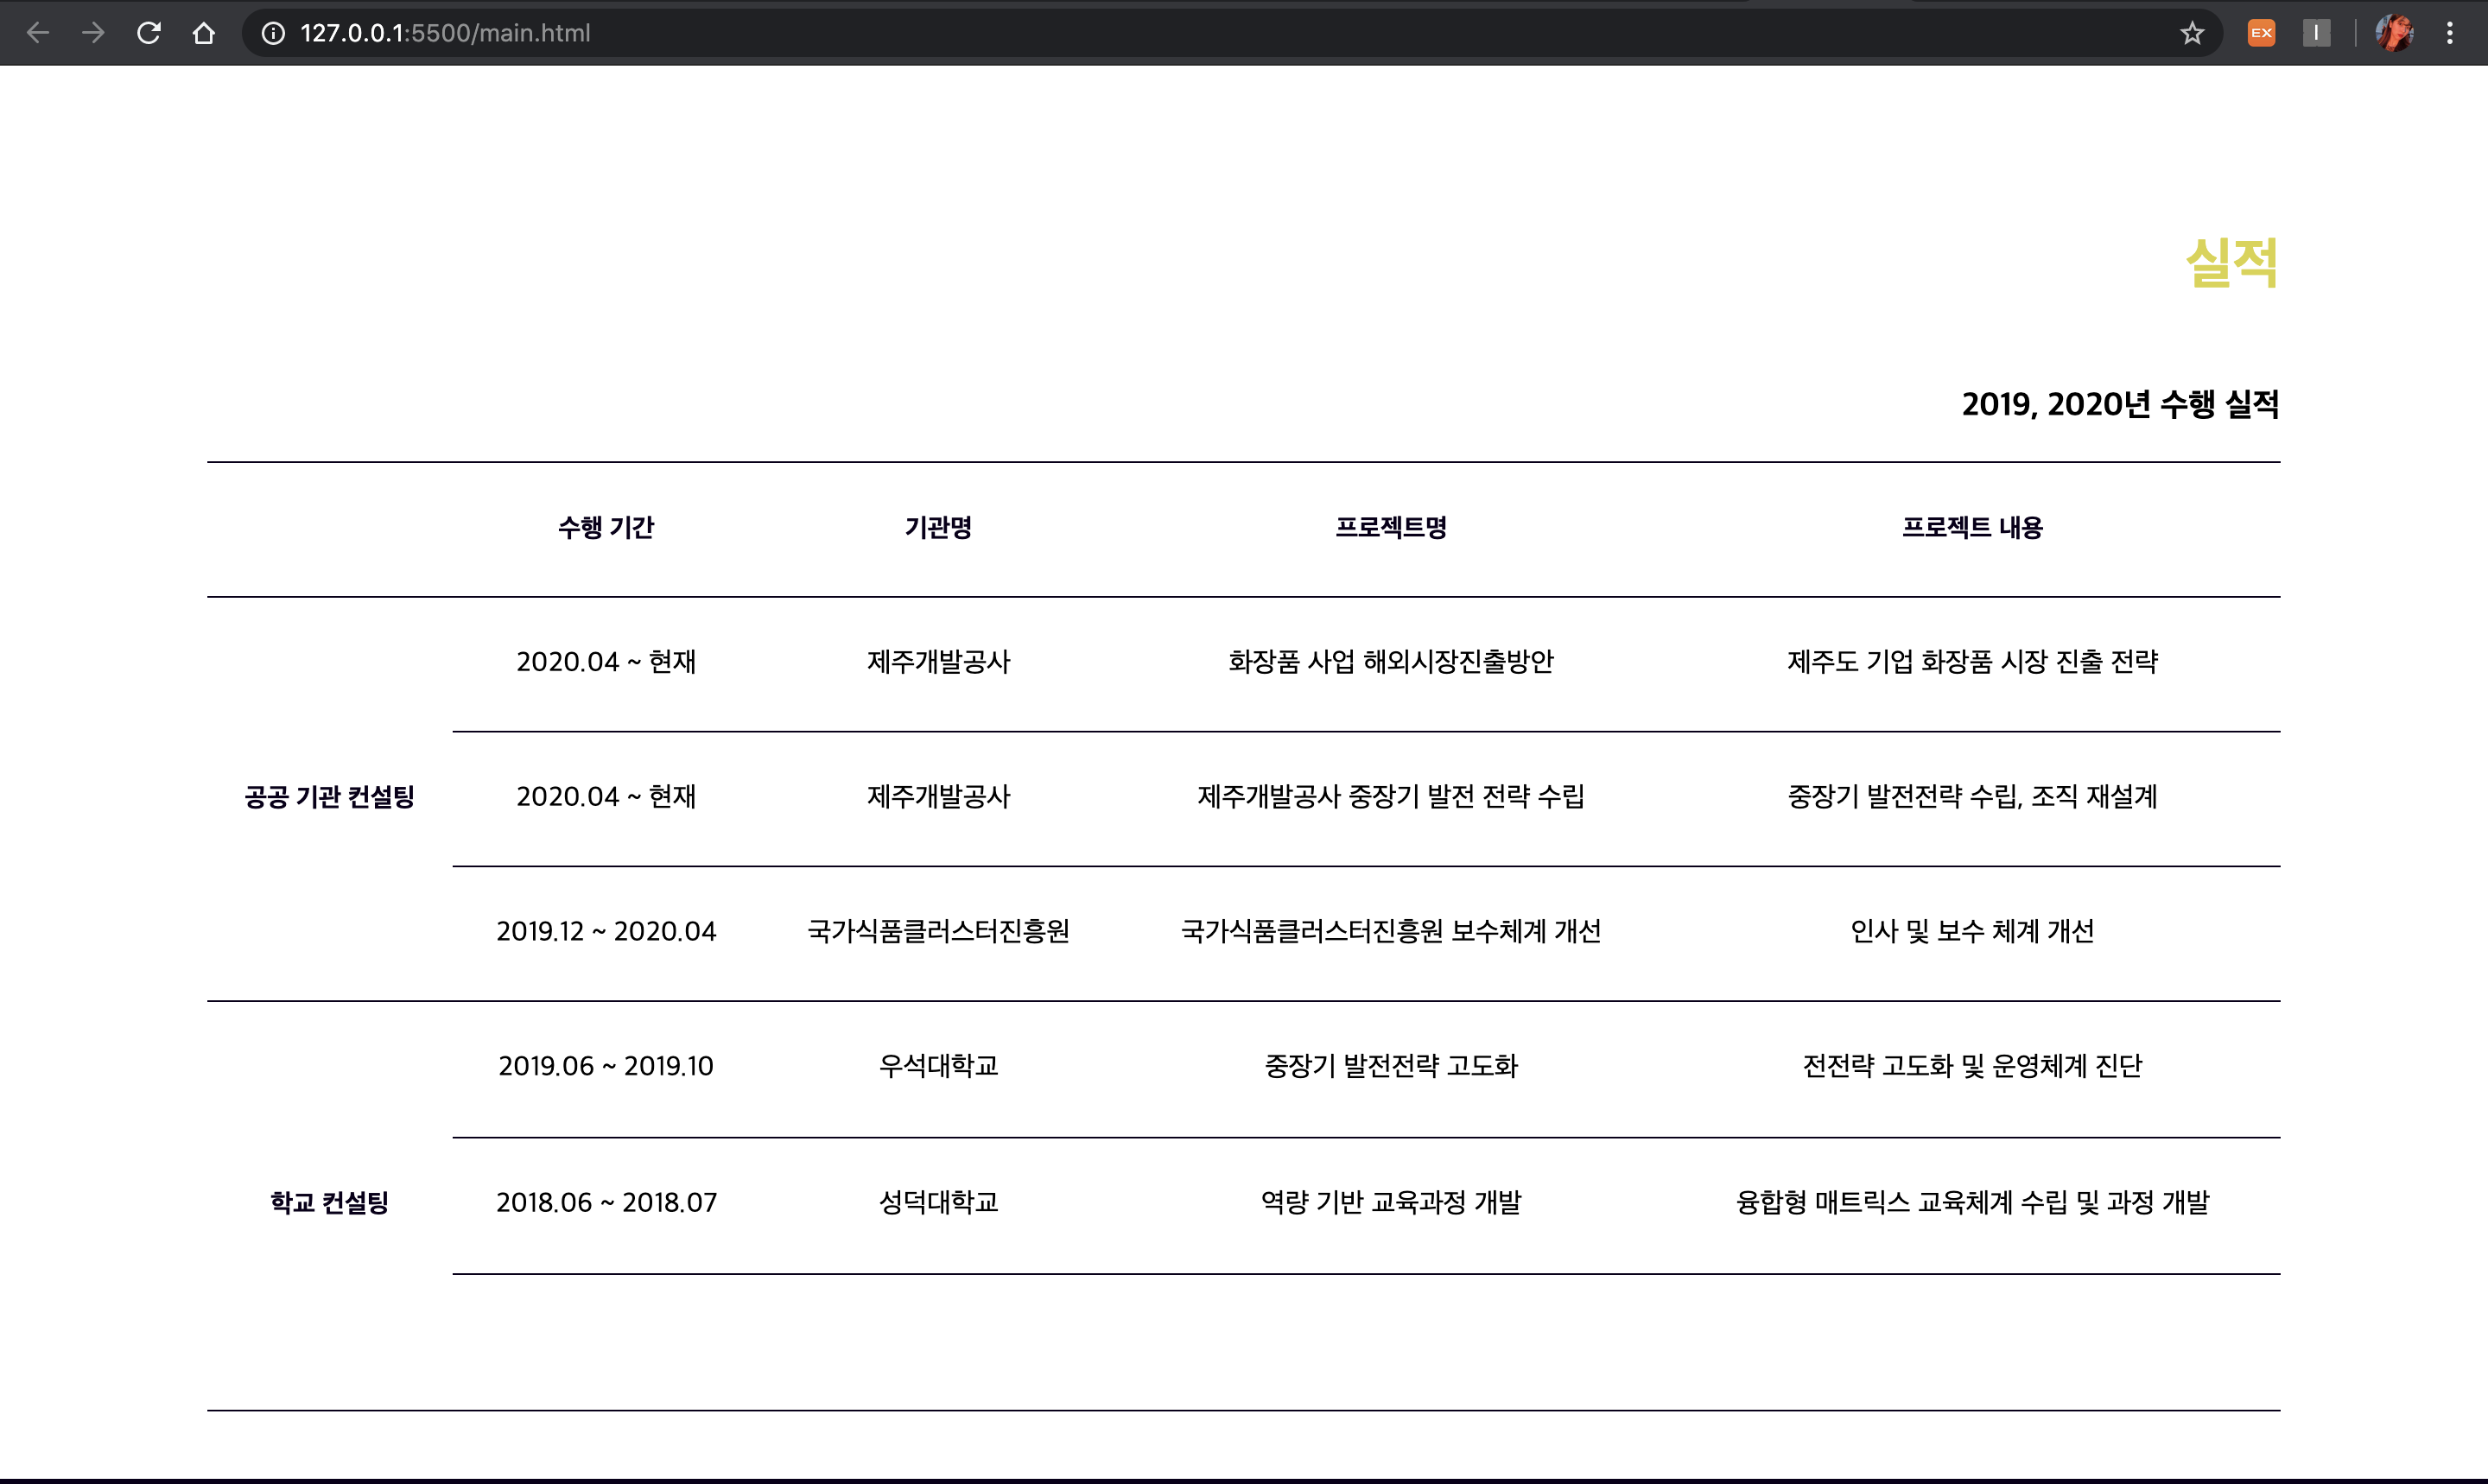 127.0.0.1:5500/main.html
EX
실적
2019, 2020년 수행 실적
수행 기간 기관명 프로젝트명 프로젝트 내용
2020.04 ~ 현재 제주개발공사 화장품 사업 해외시장진출방안 제주도 기업 화장품 시장 진출 전략
공공 기관 컨설팅 2020.04 ~ 현재 제주개발공사 제주개발공사 중장기 발전 전략 수립 중장기 발전전략 수립, 조직 재설계
2019.12 ~ 2020.04 국가식품클러스터진흥원 국가식품클러스터진흥원 보수체계 개선 인사 및 보수 체계 개선
2019.06 ~ 2019.10 우석대학교 중장기 발전전략 고도화 전전략 고도화 및 운영체계 진단
학교 컨설팅 2018.06 ~ 2018.07 성덕대학교 역량 기반 교육과정 개발 융합형 매트릭스 교육체계 수립 및 과정 개발